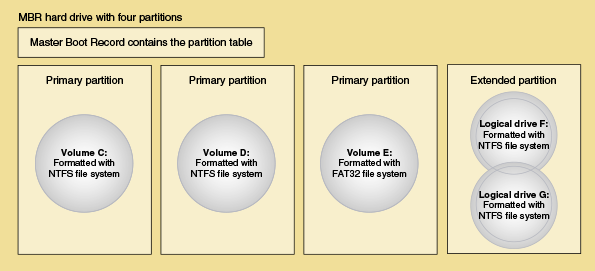 MBR hard drive with four partitions
Master Boot Record contains the partition table
Primary partition
Volume C:
Formatted with
NTFS file system
Primary partition
Volume D:
Formatted with
NTFS file system
Primary partition
Volume E:
Formatted with
FAT32 file system
Extended partition
Logical drive F:
Formatted with
NTFS file system
Logical drive G:
Formatted with
NTFS file system